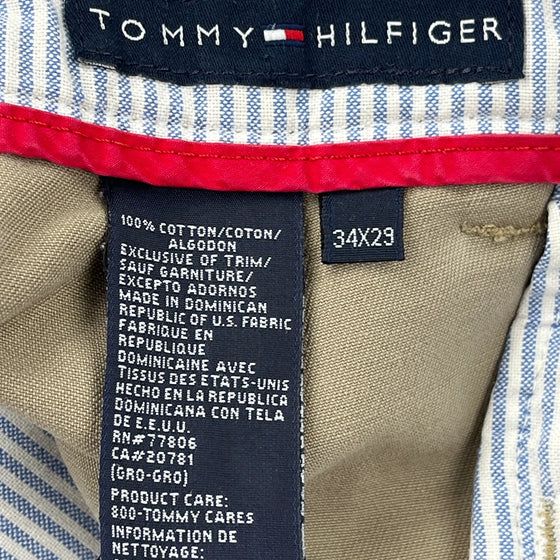 TOMMY HILFIGER
34X29
100% COTTON/COTON/
ALGODON
EXCLUSIVE OF TRIM/
SAUF GARNITURE/
EXCEPTO ADORNOS
MADE IN DOMINICAN
REPUBLIC OF U.S. FABRIC
FABRIQUE EN
REPUBLIQUE
DOMINICAINE AVEC
TISSUS DES ETATS-UNIS
HECHO EN LA REPUBLICA
DOMINICANA CON TELA
DE E.E.U.U.
RN#77806
CA#20781
(GRO-GRO)
PRODUCT CARE:
800-TOMMY CARES
INFORMATION DE
NETTOYAGE: